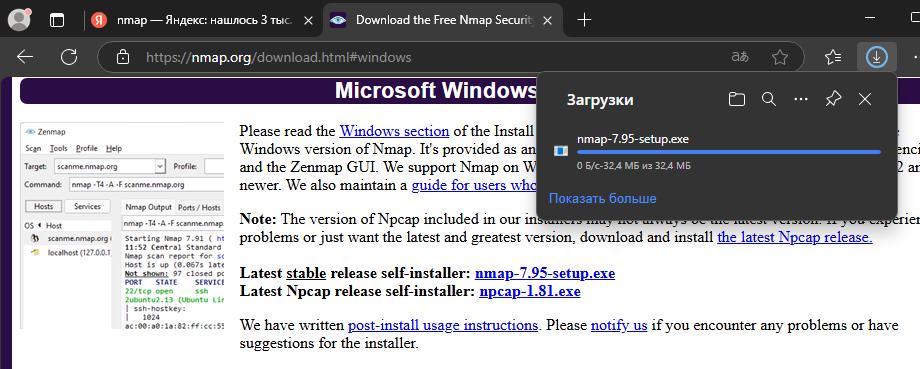 nmap — Яндекс: нашлось 3 тыс.
Download the Free Nmap Security
https://nmap.org/download.html#windows
аあ
Microsoft Windows
Загрузки
nmap-7.95-setup.exe
0 Б/с-32,4 МБ из 32,4 МБ
Показать больше
Zenmap
Scan Tools Profile Help
Target: scanme.nmap.org Profile:
Command: nmap -T4 -A -F scanme.nmap.org
Hosts Services
Nmap Output Ports / Hosts
OS Host
nmap -T4 -A -F scanme.nmap.
scanme.nmap.org
localhost (127.0.0.1)
Starting Nmap 7.91 ( ht
11:52 Central Standard
Nmap scan report for sc
Host is up (0.067s late
Not shown: 97 closed po
PORT STATE SERVICE
22/tcp open ssh
2ubuntu2.13 (Ubuntu Lin
| ssh-hostkey:
| 1024
ac:00:a0:1a:82:ff:cc:55
Please read the Windows section of the Install
Windows version of Nmap. It's provided as an
and the Zenmap GUI. We support Nmap on W
newer. We also maintain a guide for users who
Note: The version of Npcap included in our installers may not always be the latest version. If you experien
problems or just want the latest and greatest version, download and install the latest Npcap release.
Latest stable release self-installer: nmap-7.95-setup.exe
Latest Npcap release self-installer: npcap-1.81.exe
We have written post-install usage instructions. Please notify us if you encounter any problems or have
suggestions for the installer.